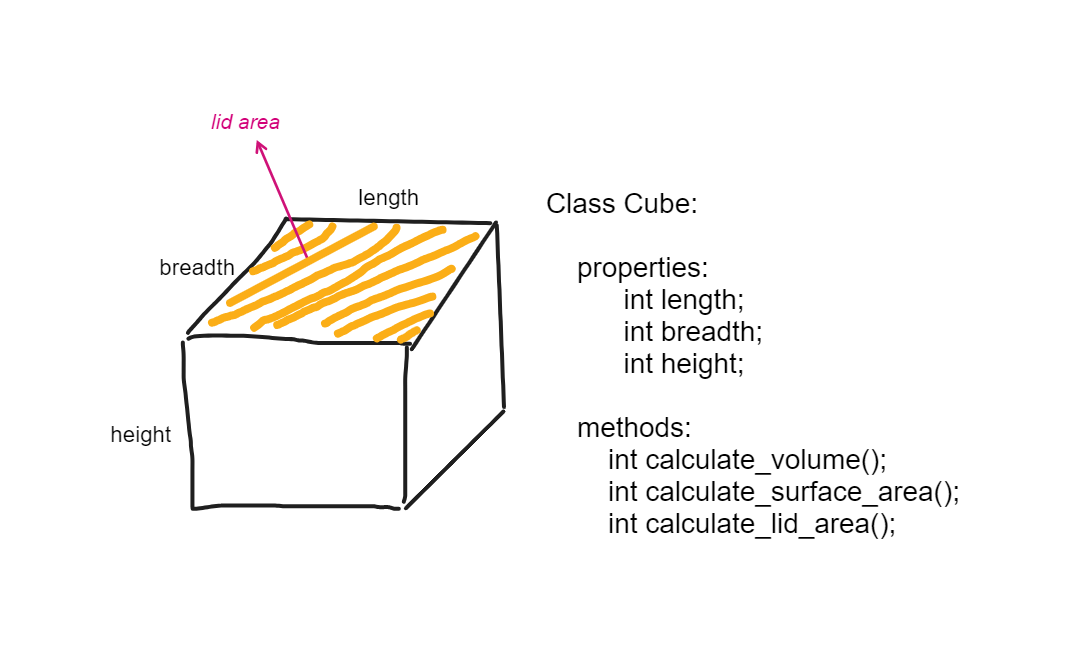 lid area
length
breadth
height
Class Cube:
properties:
int length;
int breadth;
int height;
methods:
int calculate_volume();
int calculate_surface_area();
int calculate_lid_area();